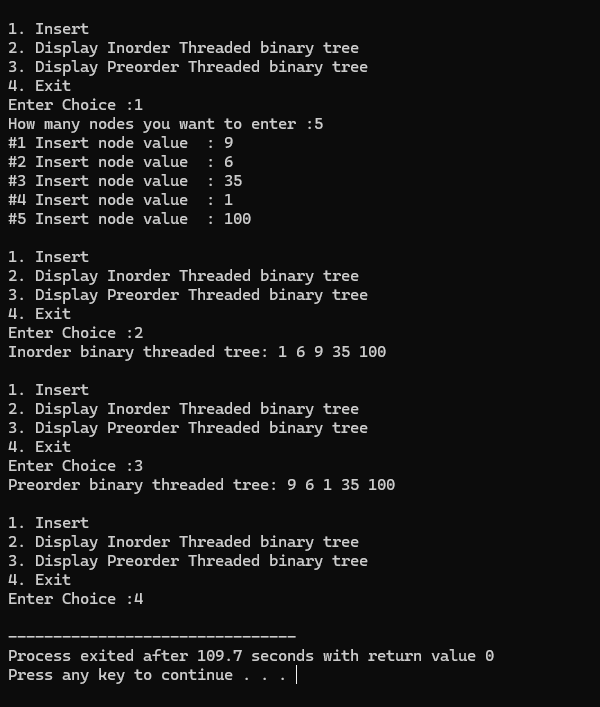 1. Insert
2. Display Inorder Threaded binary tree
3. Display Preorder Threaded binary tree
4. Exit
Enter Choice :1
How many nodes you want to enter :5
#1 Insert node value  : 9
#2 Insert node value  : 6
#3 Insert node value  : 35
#4 Insert node value  : 1
#5 Insert node value  : 100

1. Insert
2. Display Inorder Threaded binary tree
3. Display Preorder Threaded binary tree
4. Exit
Enter Choice :2
Inorder binary threaded tree: 1 6 9 35 100

1. Insert
2. Display Inorder Threaded binary tree
3. Display Preorder Threaded binary tree
4. Exit
Enter Choice :3
Preorder binary threaded tree: 9 6 1 35 100

1. Insert
2. Display Inorder Threaded binary tree
3. Display Preorder Threaded binary tree
4. Exit
Enter Choice :4

--------------------------------
Process exited after 109.7 seconds with return value 0
Press any key to continue . . .